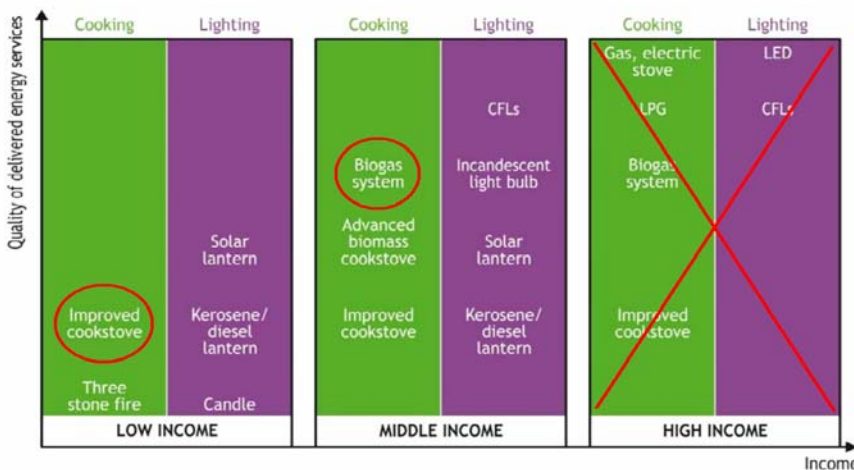 Quality of delivered energy services
Cooking
Lighting
Improved
cookstove
Three
stone fire
Solar
lantern
Kerosene/
diesel
lantern
Candle
LOW INCOME
Cooking
Lighting
Biogas
system
Advanced
biomass
cookstove
Improved
cookstove
CFLs
Incandescent
light bulb
Solar
lantern
Kerosene/
diesel
lantern
MIDDLE INCOME
Cooking
Lighting
Gas, electric
stove
LPG
Biogas
system
Improved
cookstove
LED
CFLs
HIGH INCOME
Income